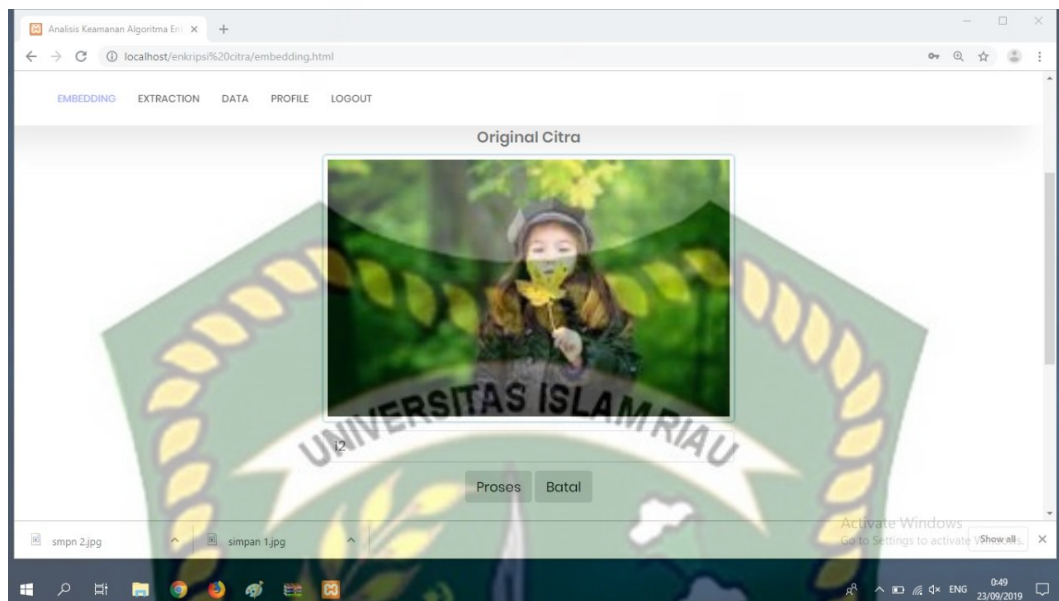 Analisis Keamanan Algoritma En
localhost/enkripsi%20citra/embedding.html
EMBEDDING EXTRACTION DATA PROFILE LOGOUT
Original Citra
UNIVERSITAS ISLAM RIAU
i2
Proses Batal
Activate Windows
Go to Settings to activate Windows.
smpn 2.jpg simpan 1.jpg Show all
ENG 0:49
23/09/2019